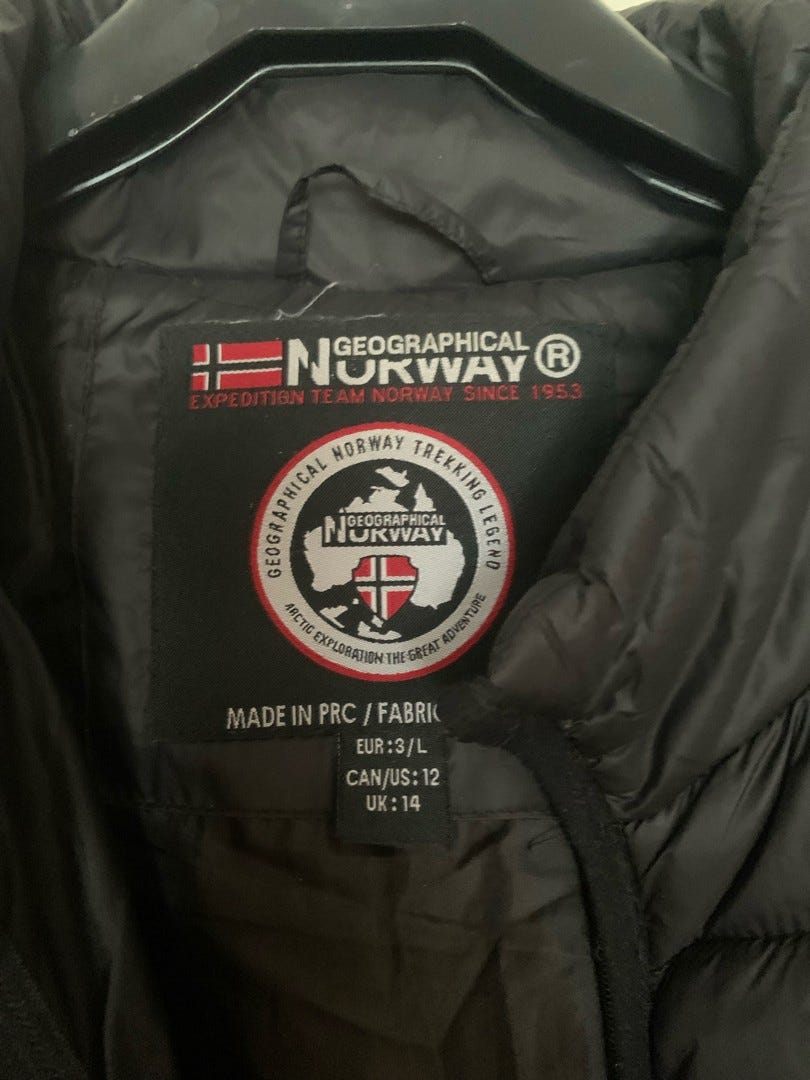 GEOGRAPHICAL
NORWAY ®
EXPEDITION TEAM NORWAY SINCE 1953
GEOGRAPHICAL NORWAY TREKKING LEGEND
GEOGRAPHICAL
NORWAY
ARCTIC EXPLORATION THE GREAT ADVENTURE
MADE IN PRC / FABRI
EUR:3/L
CAN/US:12
UK:14